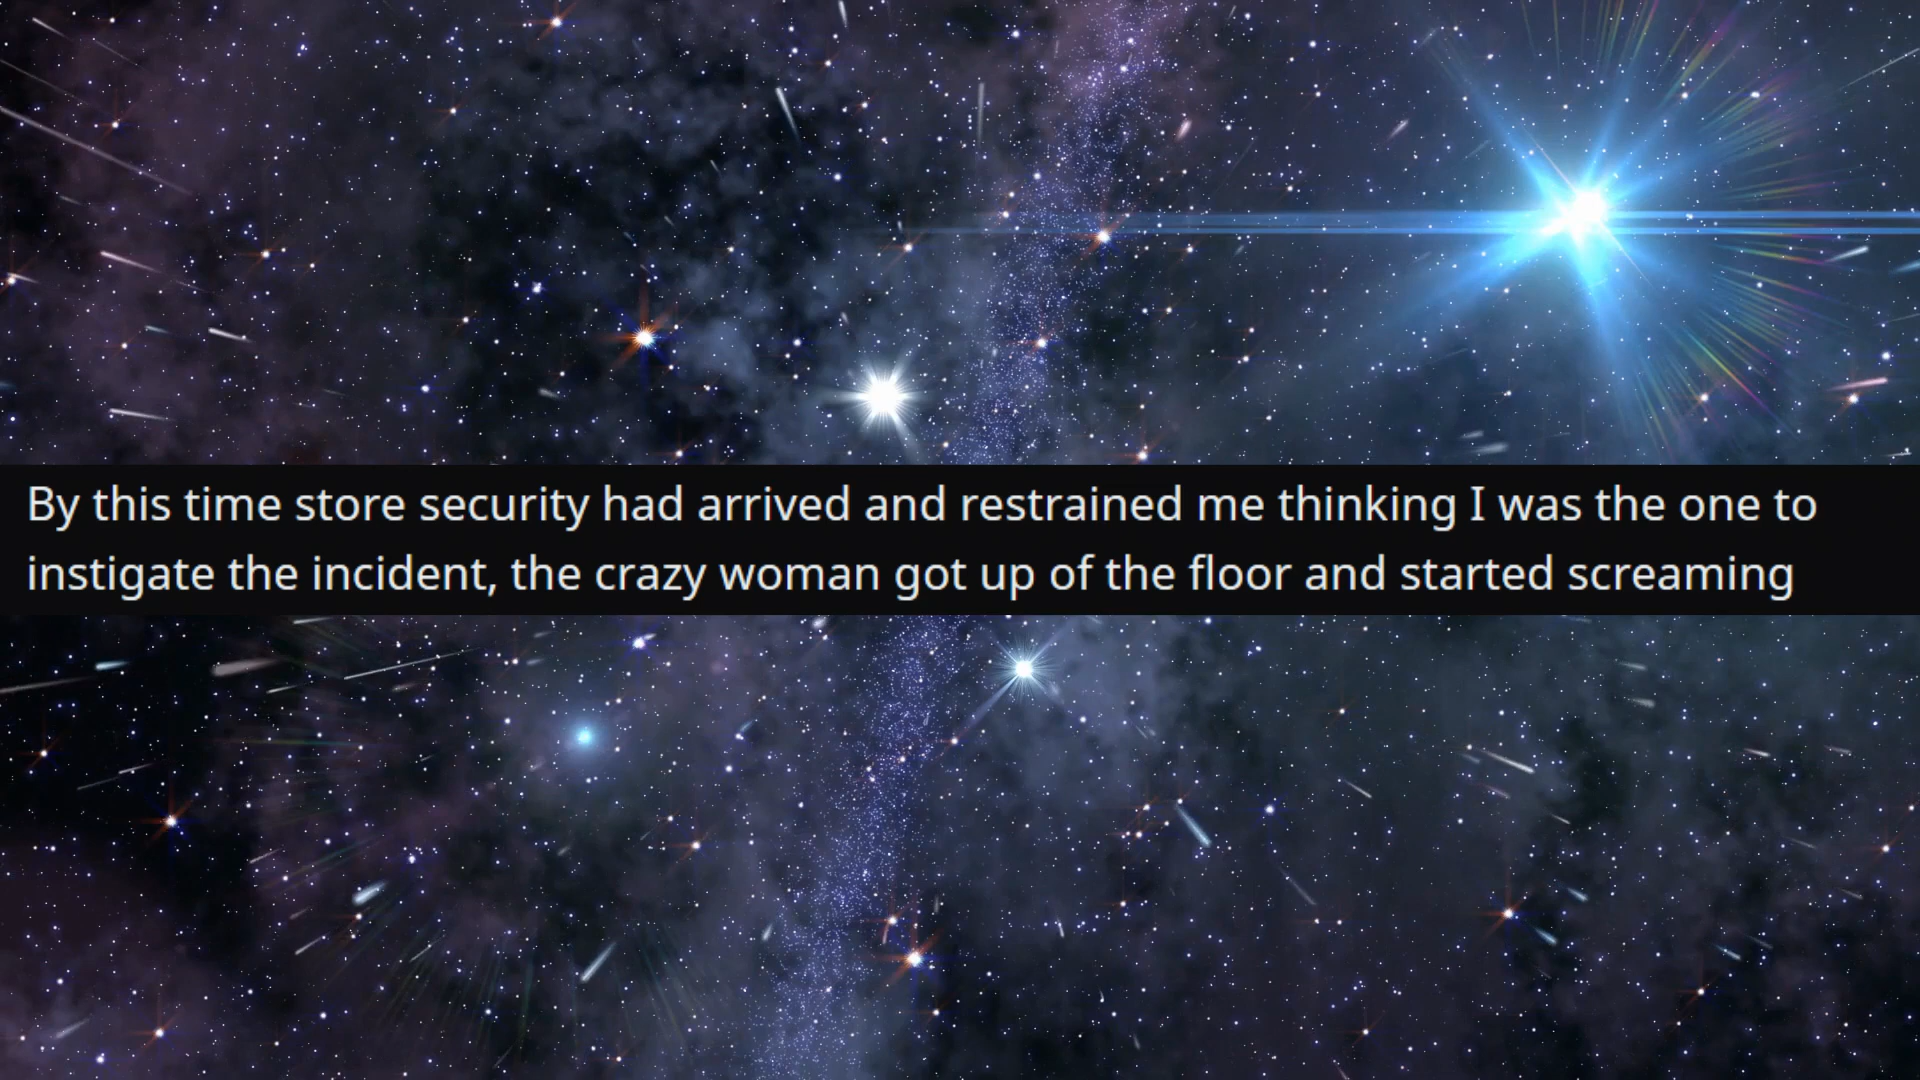 By this time store security had arrived and restrained me thinking I was the one to
instigate the incident, the crazy woman got up of the floor and started screaming